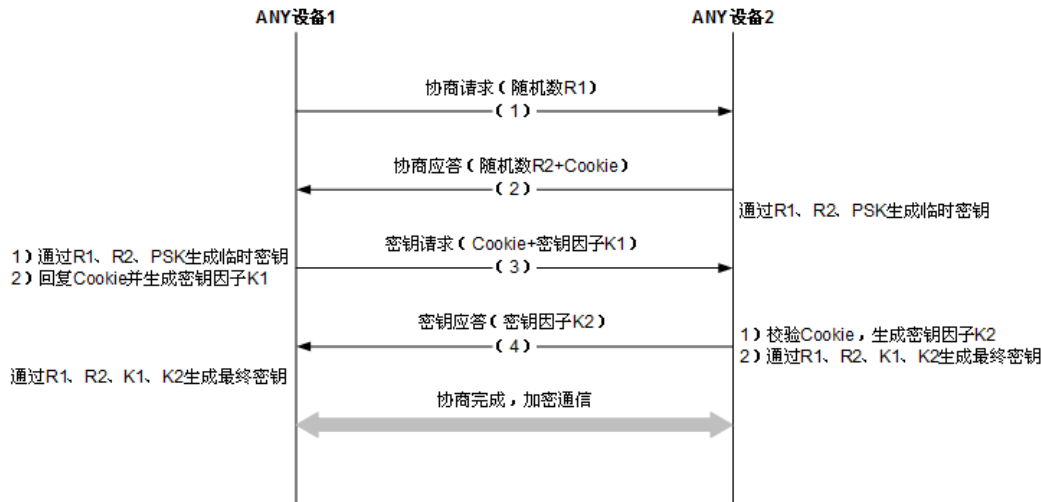 ANY设备1
ANY设备2
协商请求（随机数R1）
（1）
协商应答（随机数R2+Cookie）
（2）
通过R1、R2、PSK生成临时密钥
密钥请求（Cookie+密钥因子K1）
1）通过R1、R2、PSK生成临时密钥
2）回复Cookie并生成密钥因子K1
（3）
密钥应答（密钥因子K2）
（4）
1）校验Cookie，生成密钥因子K2
2）通过R1、R2、K1、K2生成最终密钥
通过R1、R2、K1、K2生成最终密钥
协商完成，加密通信